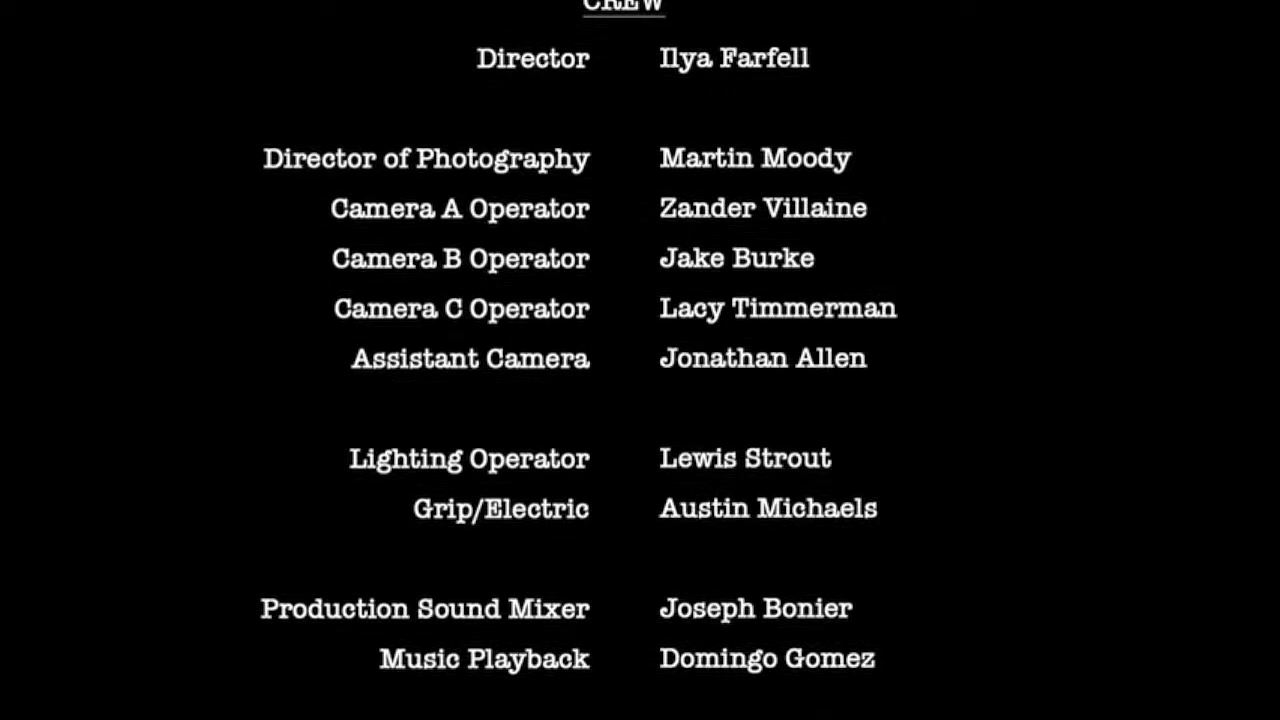 CREW
Director Ilya Farfell
Director of Photography Martin Moody
Camera A Operator Zander Villaine
Camera B Operator Jake Burke
Camera C Operator Lacy Timmerman
Assistant Camera Jonathan Allen
Lighting Operator Lewis Strout
Grip/Electric Austin Michaels
Production Sound Mixer Joseph Bonier
Music Playback Domingo Gomez